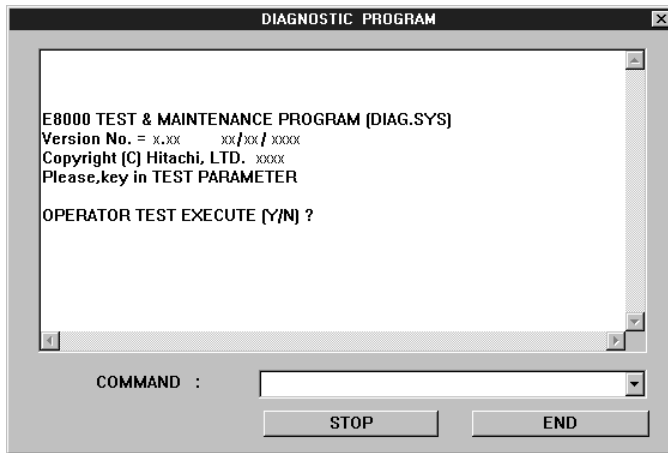 DIAGNOSTIC PROGRAM
E8000 TEST & MAINTENANCE PROGRAM (DIAG.SYS)
Version No. = x.xx xx/xx/ xxxx
Copyright (C) Hitachi, LTD. xxxx
Please,key in TEST PARAMETER
OPERATOR TEST EXECUTE (Y/N) ?
COMMAND :
STOP END